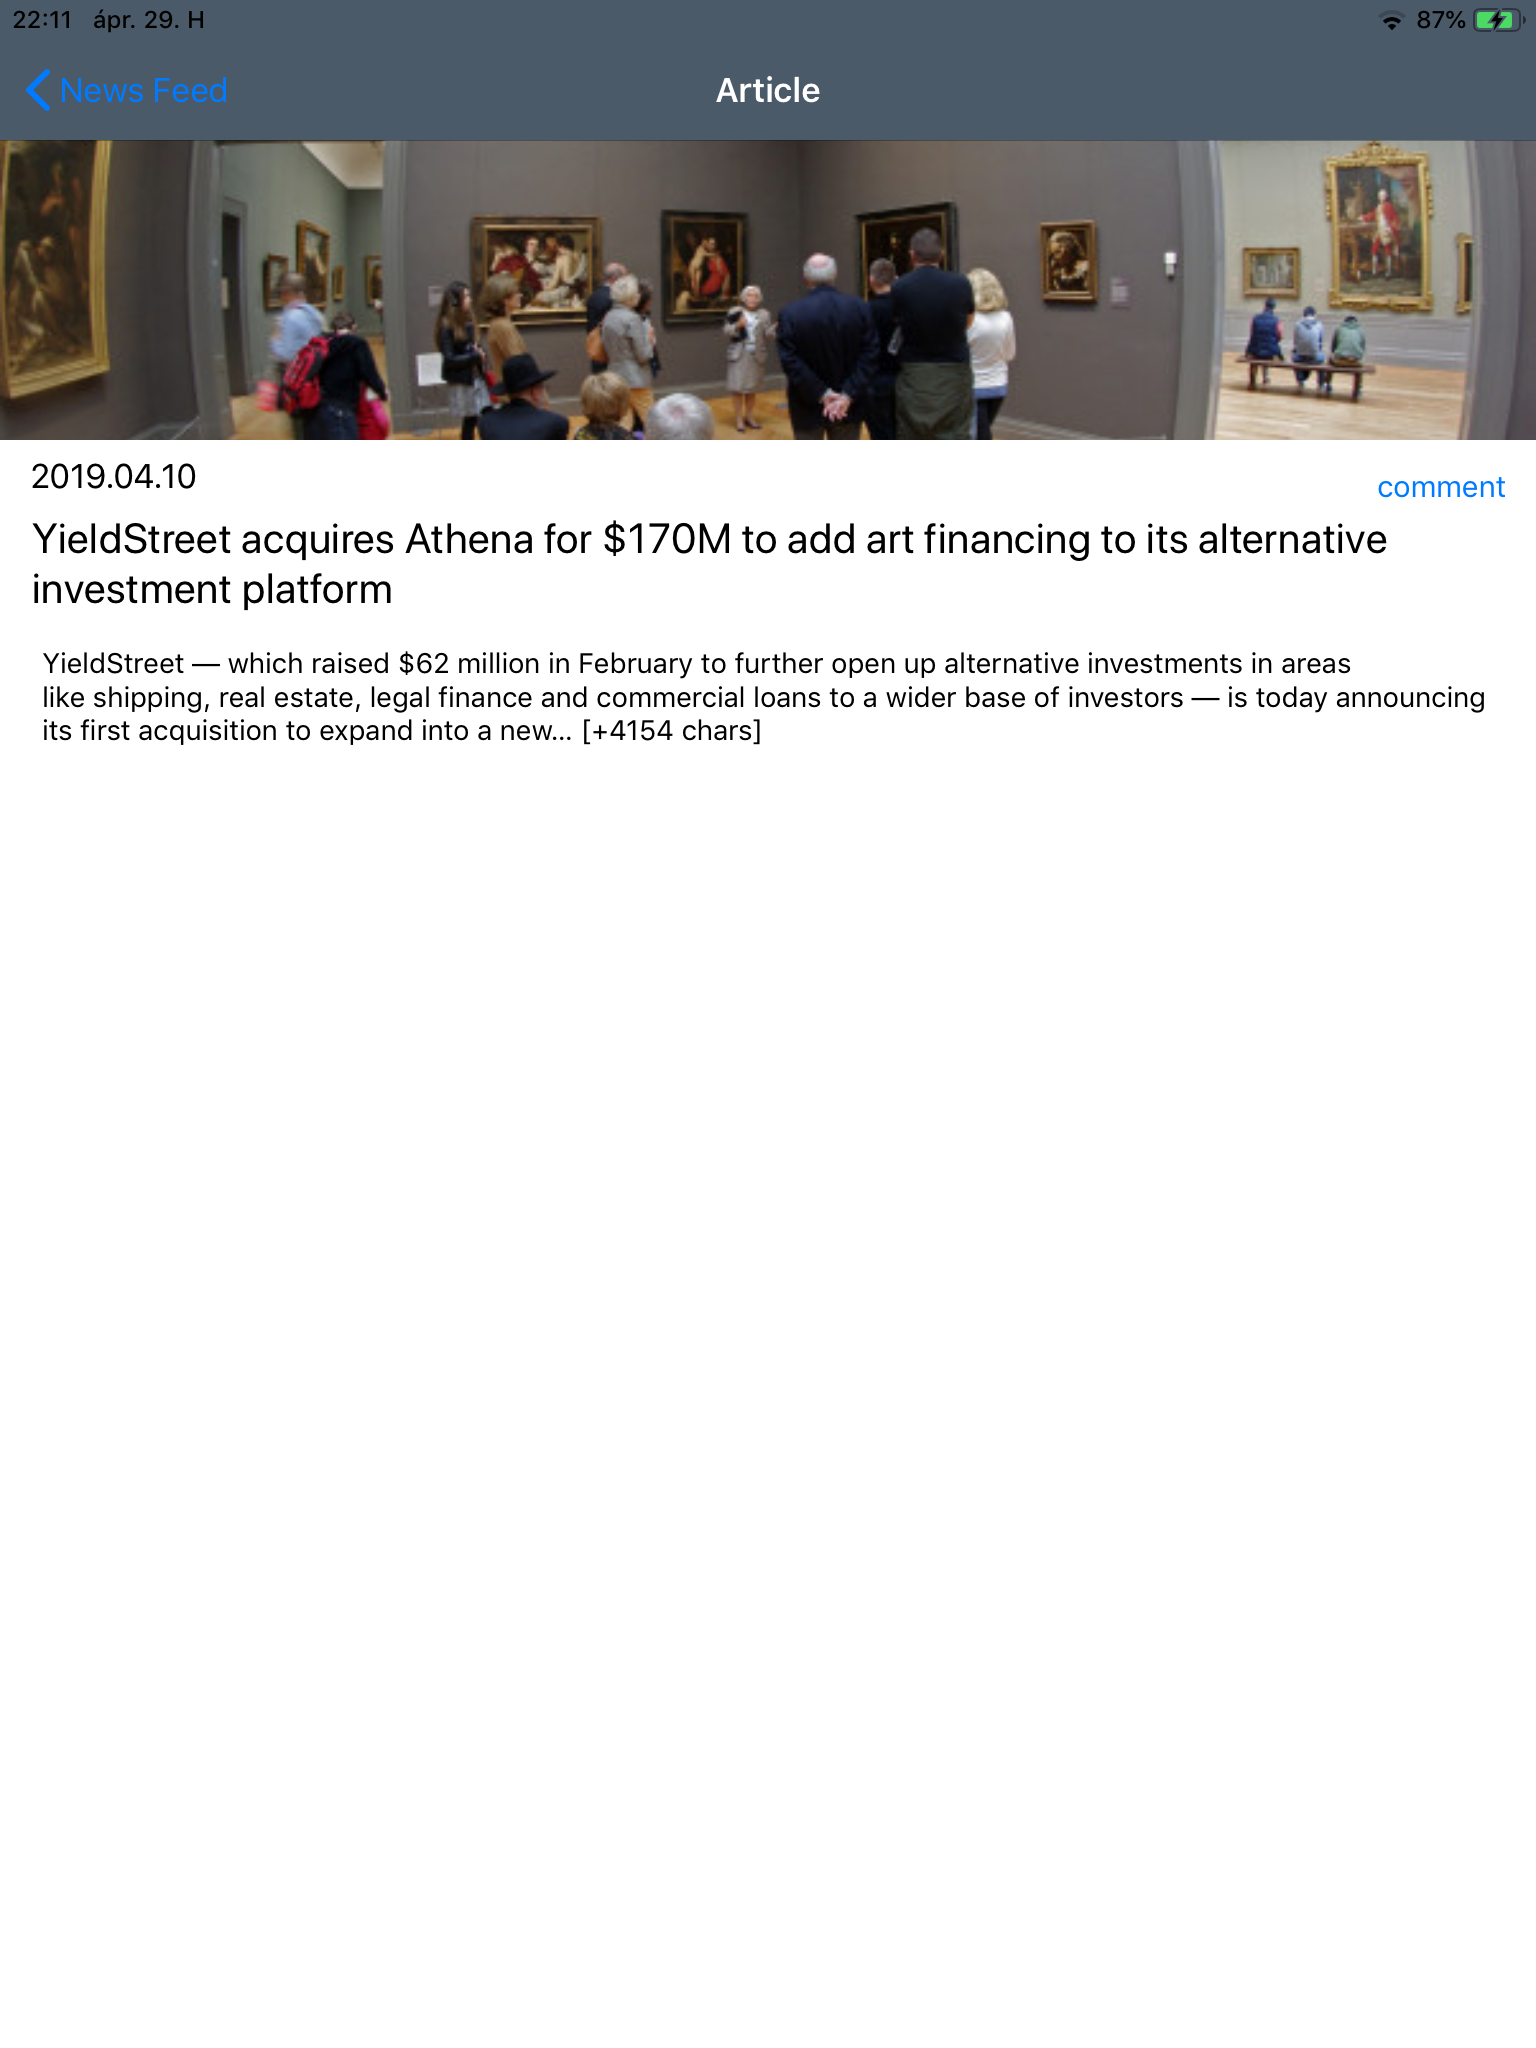 22:11 ápr. 29. H 87%
News Feed Article
2019.04.10
comment
YieldStreet acquires Athena for $170M to add art financing to its alternative
investment platform
YieldStreet — which raised $62 million in February to further open up alternative investments in areas
like shipping, real estate, legal finance and commercial loans to a wider base of investors — is today announcing
its first acquisition to expand into a new… [+4154 chars]